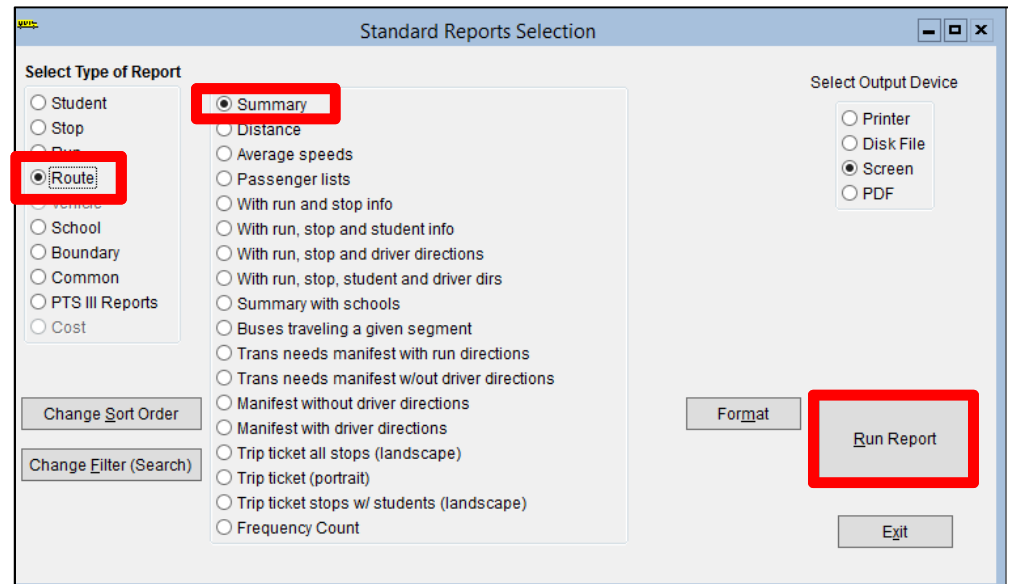 Standard Reports Selection
Select Type of Report
Student
Stop
Route
School
Boundary
Common
PTS III Reports
Cost
Summary
Distance
Average speeds
Passenger lists
With run and stop info
With run, stop and student info
With run, stop and driver directions
With run, stop, student and driver dirs
Summary with schools
Buses traveling a given segment
Trans needs manifest with run directions
Trans needs manifest w/out driver directions
Manifest without driver directions
Manifest with driver directions
Trip ticket all stops (landscape)
Trip ticket (portrait)
Trip ticket stops w/ students (landscape)
Frequency Count
Select Output Device
Printer
Disk File
Screen
PDF
Change Sort Order
Change Filter (Search)
Format
Run Report
Exit